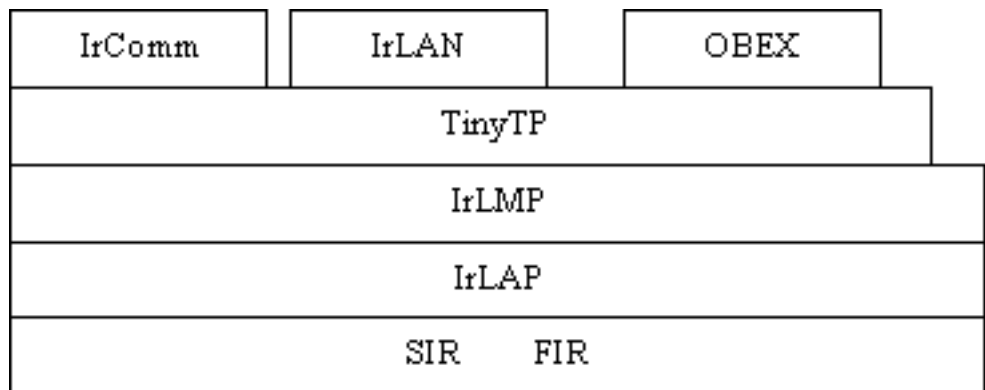 IrComm IrLAN OBEX
TinyTP
IrLMP
IrLAP
SIR FIR